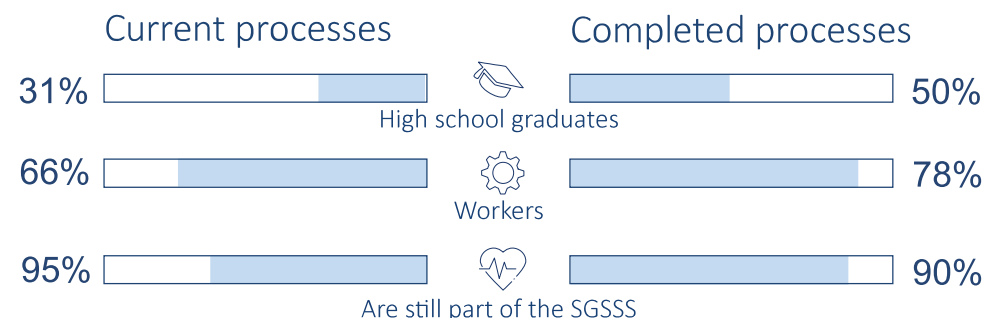 Current processes
Completed processes
31%
50%
High school graduates
66%
78%
Workers
95%
90%
Are still part of the SGSSS